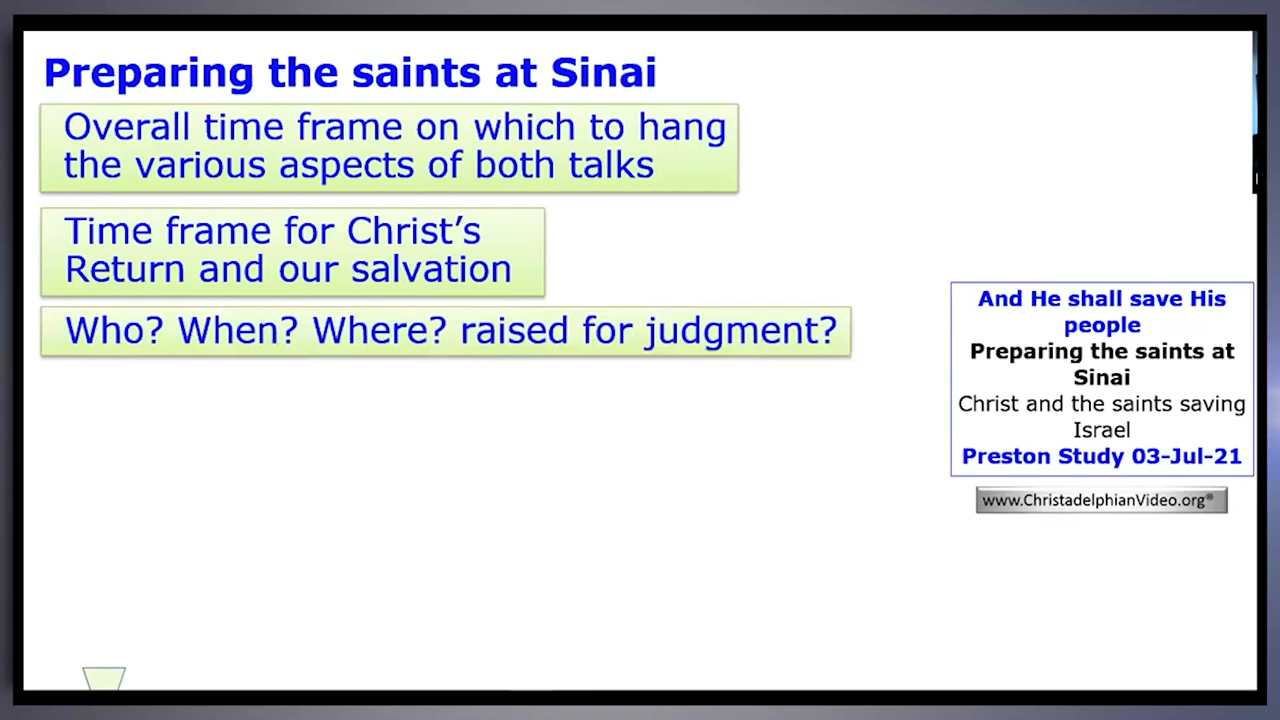 Preparing the saints at Sinai
Overall time frame on which to hang
the various aspects of both talks
Time frame for Christ’s
Return and our salvation
Who? When? Where? raised for judgment?
And He shall save His
people
Preparing the saints at
Sinai
Christ and the saints saving
Israel
Preston Study 03-Jul-21
www.ChristadelphianVideo.org®